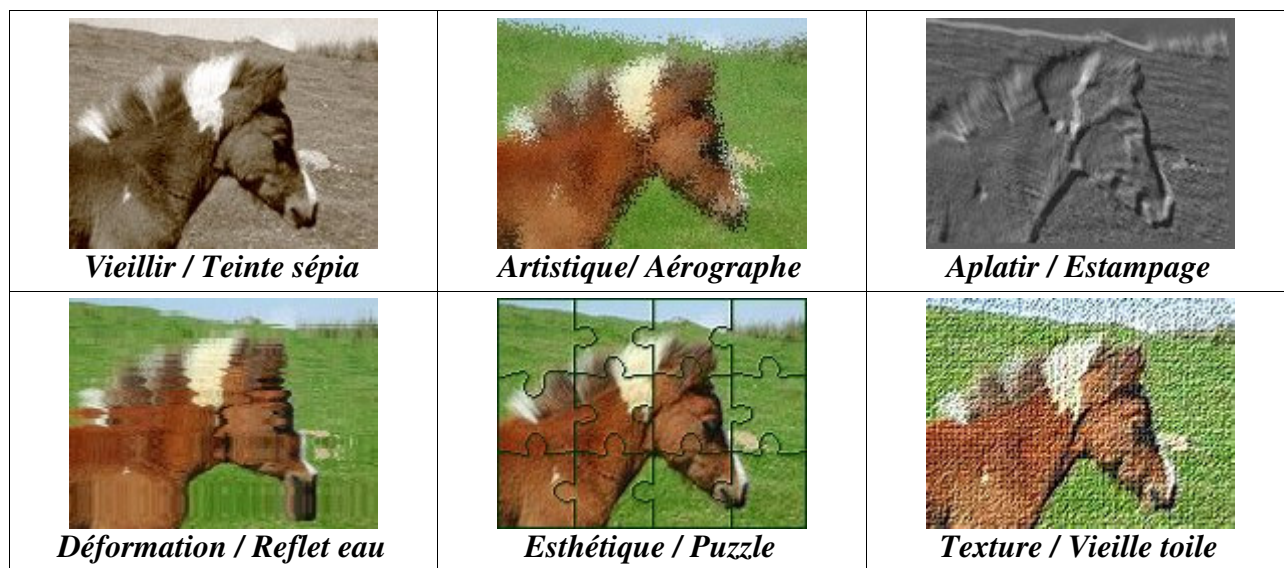 Vieillir / Teinte sépia
Artistique/ Aérographe
Aplatir / Estampage
Déformation / Reflet eau
Esthétique / Puzzle
Texture / Vieille toile